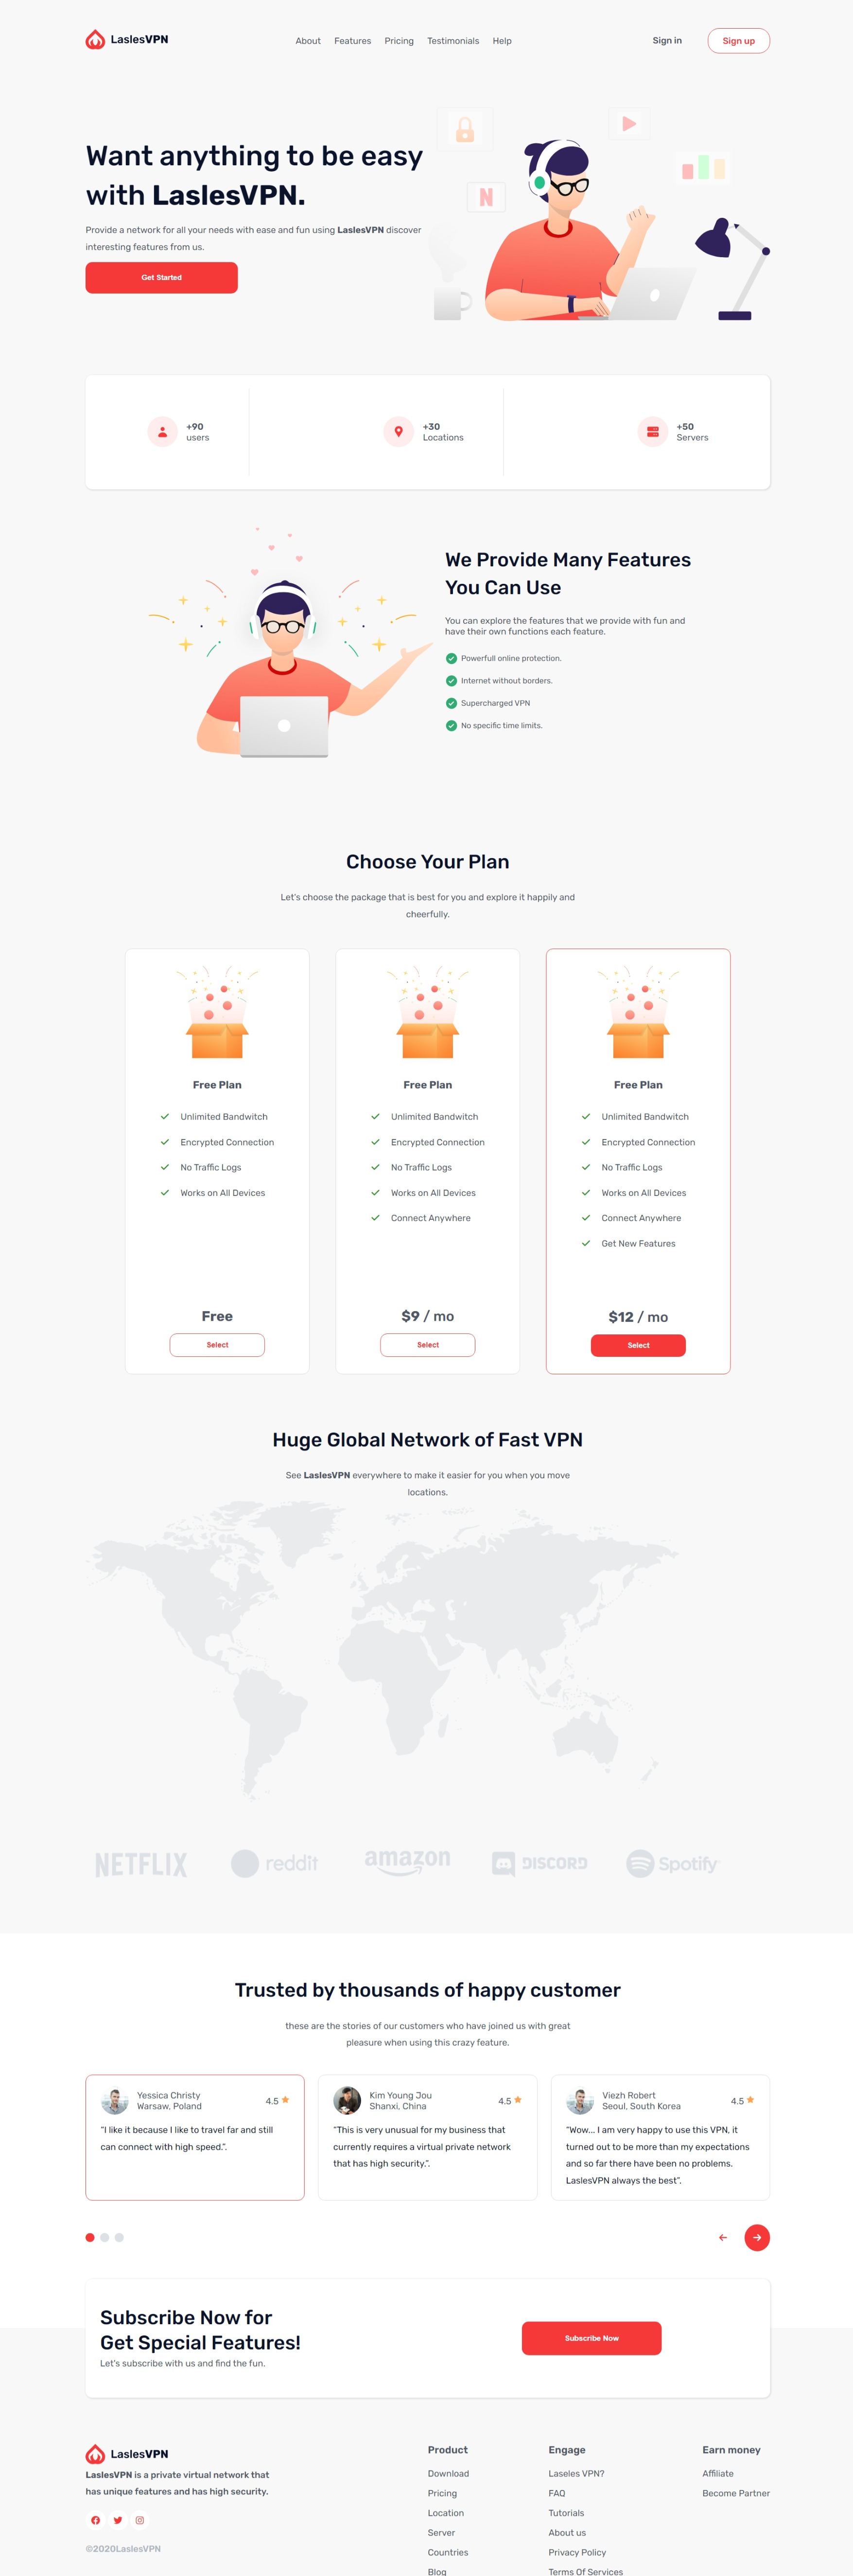 LaslesVPN
About Features Pricing Testimonials Help
Sign in
Sign up
Want anything to be easy
with LaslesVPN.
Provide a network for all your needs with ease and fun using LaslesVPN discover
interesting features from us.
Get Started
N
+90
users
+30
Locations
+50
Servers
We Provide Many Features
You Can Use
You can explore the features that we provide with fun and
have their own functions each feature.
Powerfull online protection.
Internet without borders.
Supercharged VPN
No specific time limits.
Choose Your Plan
Let's choose the package that is best for you and explore it happily and
cheerfully.
Free Plan
Unlimited Bandwitch
Encrypted Connection
No Traffic Logs
Works on All Devices
Free
Select
Free Plan
Unlimited Bandwitch
Encrypted Connection
No Traffic Logs
Works on All Devices
Connect Anywhere
$9 / mo
Select
Free Plan
Unlimited Bandwitch
Encrypted Connection
No Traffic Logs
Works on All Devices
Connect Anywhere
Get New Features
$12 / mo
Select
Huge Global Network of Fast VPN
See LaslesVPN everywhere to make it easier for you when you move
locations.
NETFLIX
reddit
amazon
DISCORD
Spotify
Trusted by thousands of happy customer
these are the stories of our customers who have joined us with great
pleasure when using this crazy feature.
Yessica Christy
Warsaw, Poland
4.5
“I like it because I like to travel far and still
can connect with high speed.”.
Kim Young Jou
Shanxi, China
4.5
“This is very unusual for my business that
currently requires a virtual private network
that has high security.”.
Viezh Robert
Seoul, South Korea
4.5
“Wow... I am very happy to use this VPN, it
turned out to be more than my expectations
and so far there have been no problems.
LaslesVPN always the best”.
Subscribe Now for
Get Special Features!
Let's subscribe with us and find the fun.
Subscribe Now
LaslesVPN
LaslesVPN is a private virtual network that
has unique features and has high security.
©2020LaslesVPN
Product
Download
Pricing
Location
Server
Countries
Blog
Engage
Laseles VPN?
FAQ
Tutorials
About us
Privacy Policy
Terms Of Services
Earn money
Affiliate
Become Partner